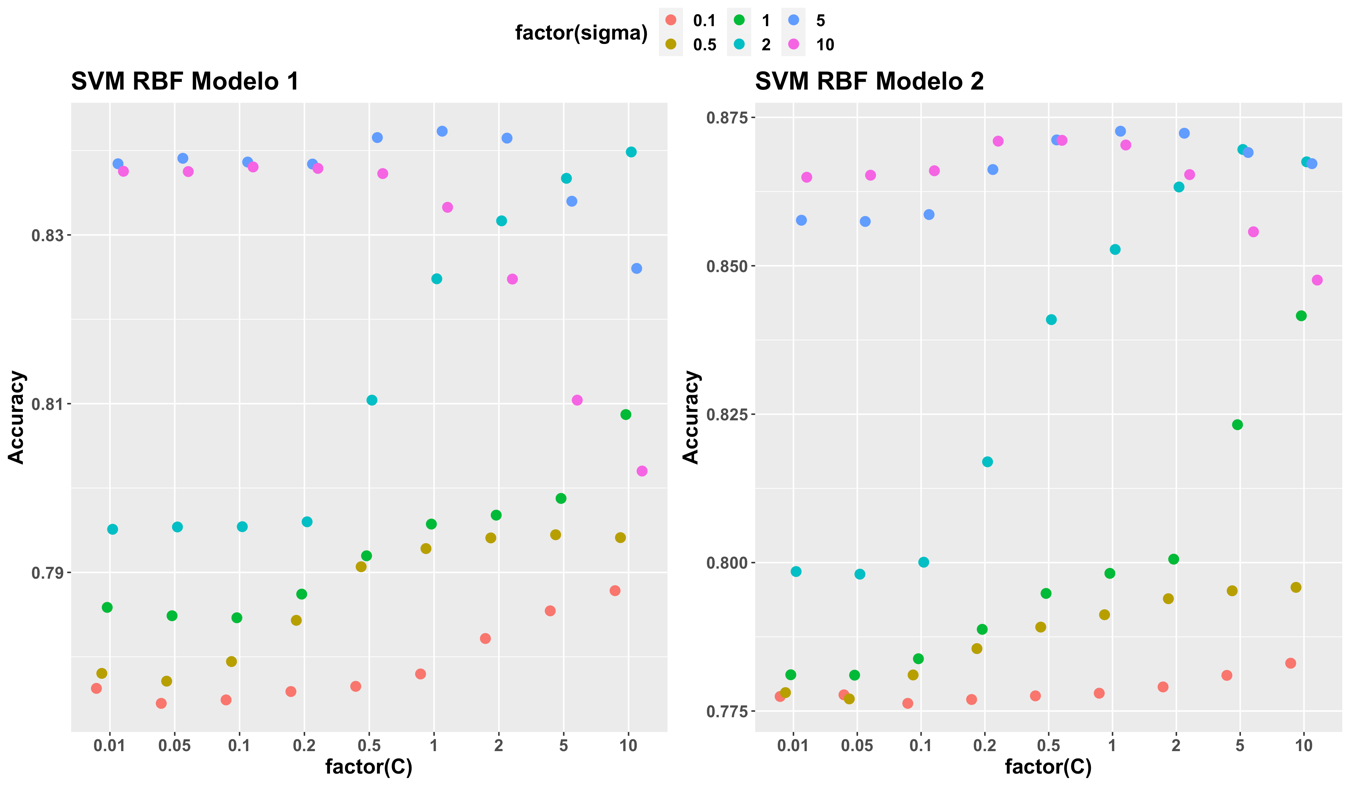 factor(sigma) 0.1 1 5
0.5 2 10
SVM RBF Modelo 1
0.83
0.81
0.79
Accuracy
0.01 0.05 0.1 0.2 0.5 1 2 5 10
factor(C)
SVM RBF Modelo 2
0.875
0.850
0.825
0.800
0.775
Accuracy
0.01 0.05 0.1 0.2 0.5 1 2 5 10
factor(C)